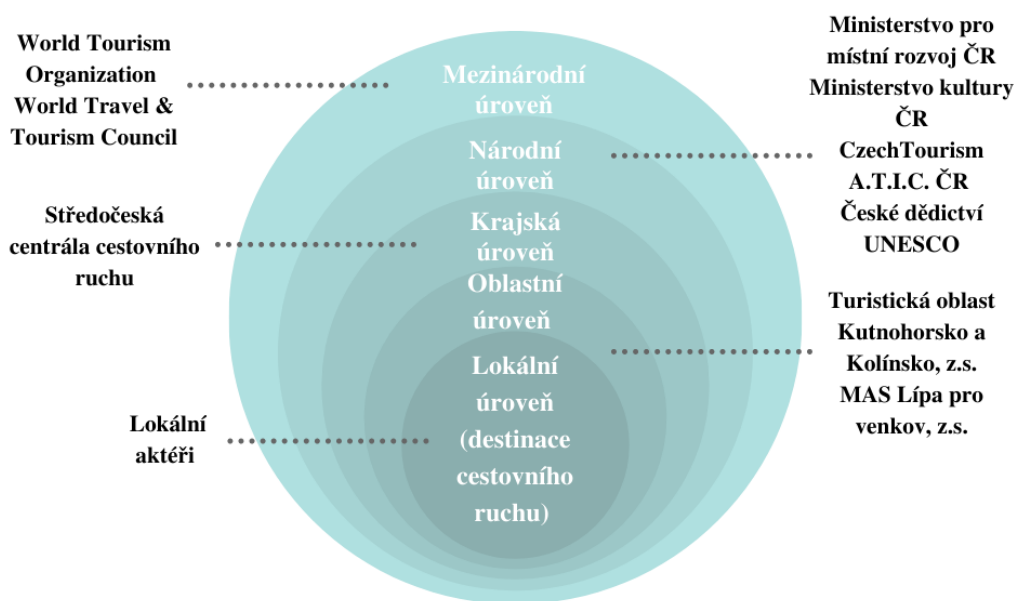 World Tourism
Organization
World Travel &
Tourism Council
Středočeská
centrála cestovního
ruchu
Lokální
aktéři
Mezinárodní
úroveň
Národní
úroveň
Krajská
úroveň
Oblastní
úroveň
Lokální
úroveň
(destinace
cestovního
ruchu)
Ministerstvo pro
místní rozvoj ČR
Ministerstvo kultury
ČR
CzechTourism
A.T.I.C. ČR
České dědictví
UNESCO
Turistická oblast
Kutnohorsko a
Kolínsko, z.s.
MAS Lípa pro
venkov, z.s.